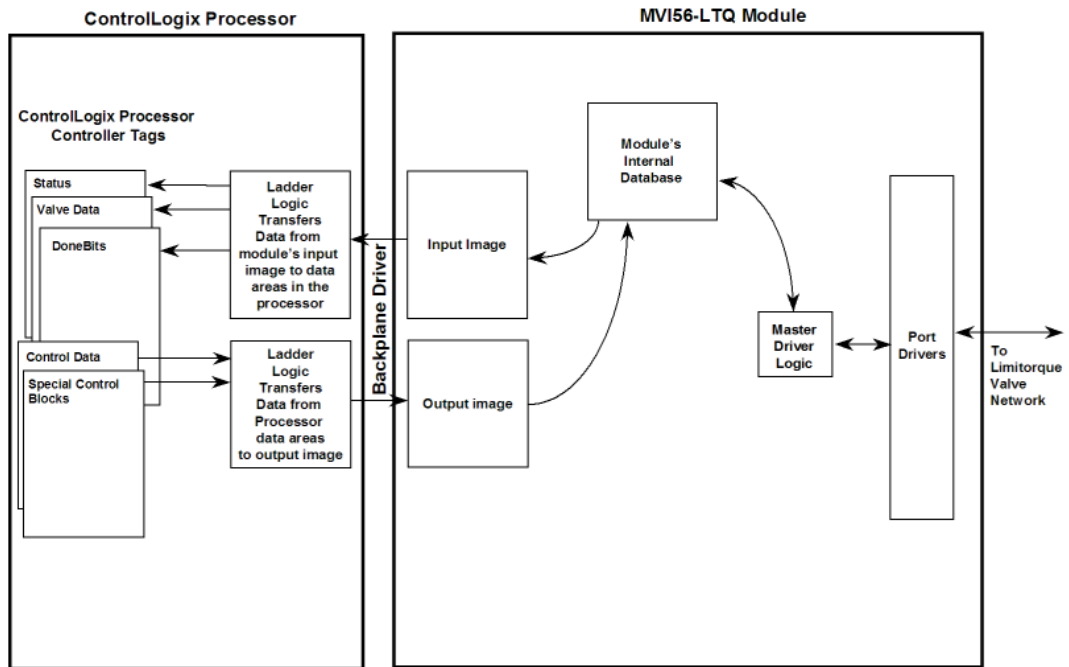 ControlLogix Processor
MVI56-LTQ Module
ControlLogix Processor
Controller Tags
Status
Valve Data
DoneBits
Ladder
Logic
Transfers
Data from
module's input
image to data
areas in the
processor
Control Data
Special Control
Blocks
Ladder
Logic
Transfers
Data from
Processor
data areas
to output image
Backplane Driver
Input Image
Output image
Module's
Internal
Database
Master
Driver
Logic
Port
Drivers
To
Limitorque
Valve
Network